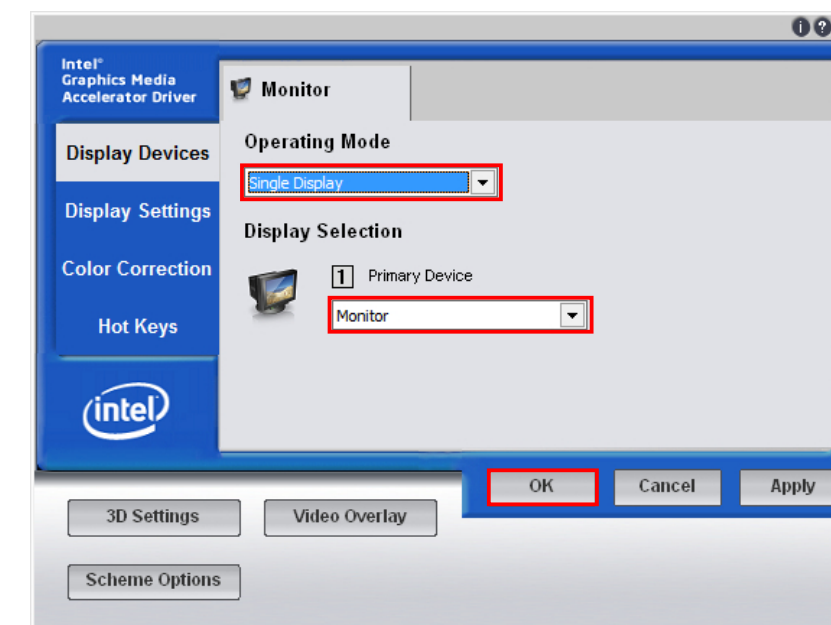 Intel®
Graphics Media
Accelerator Driver
Monitor
Display Devices
Display Settings
Color Correction
Hot Keys
Operating Mode
Single Display
Display Selection
1 Primary Device
Monitor
intel
OK Cancel Apply
3D Settings Video Overlay
Scheme Options